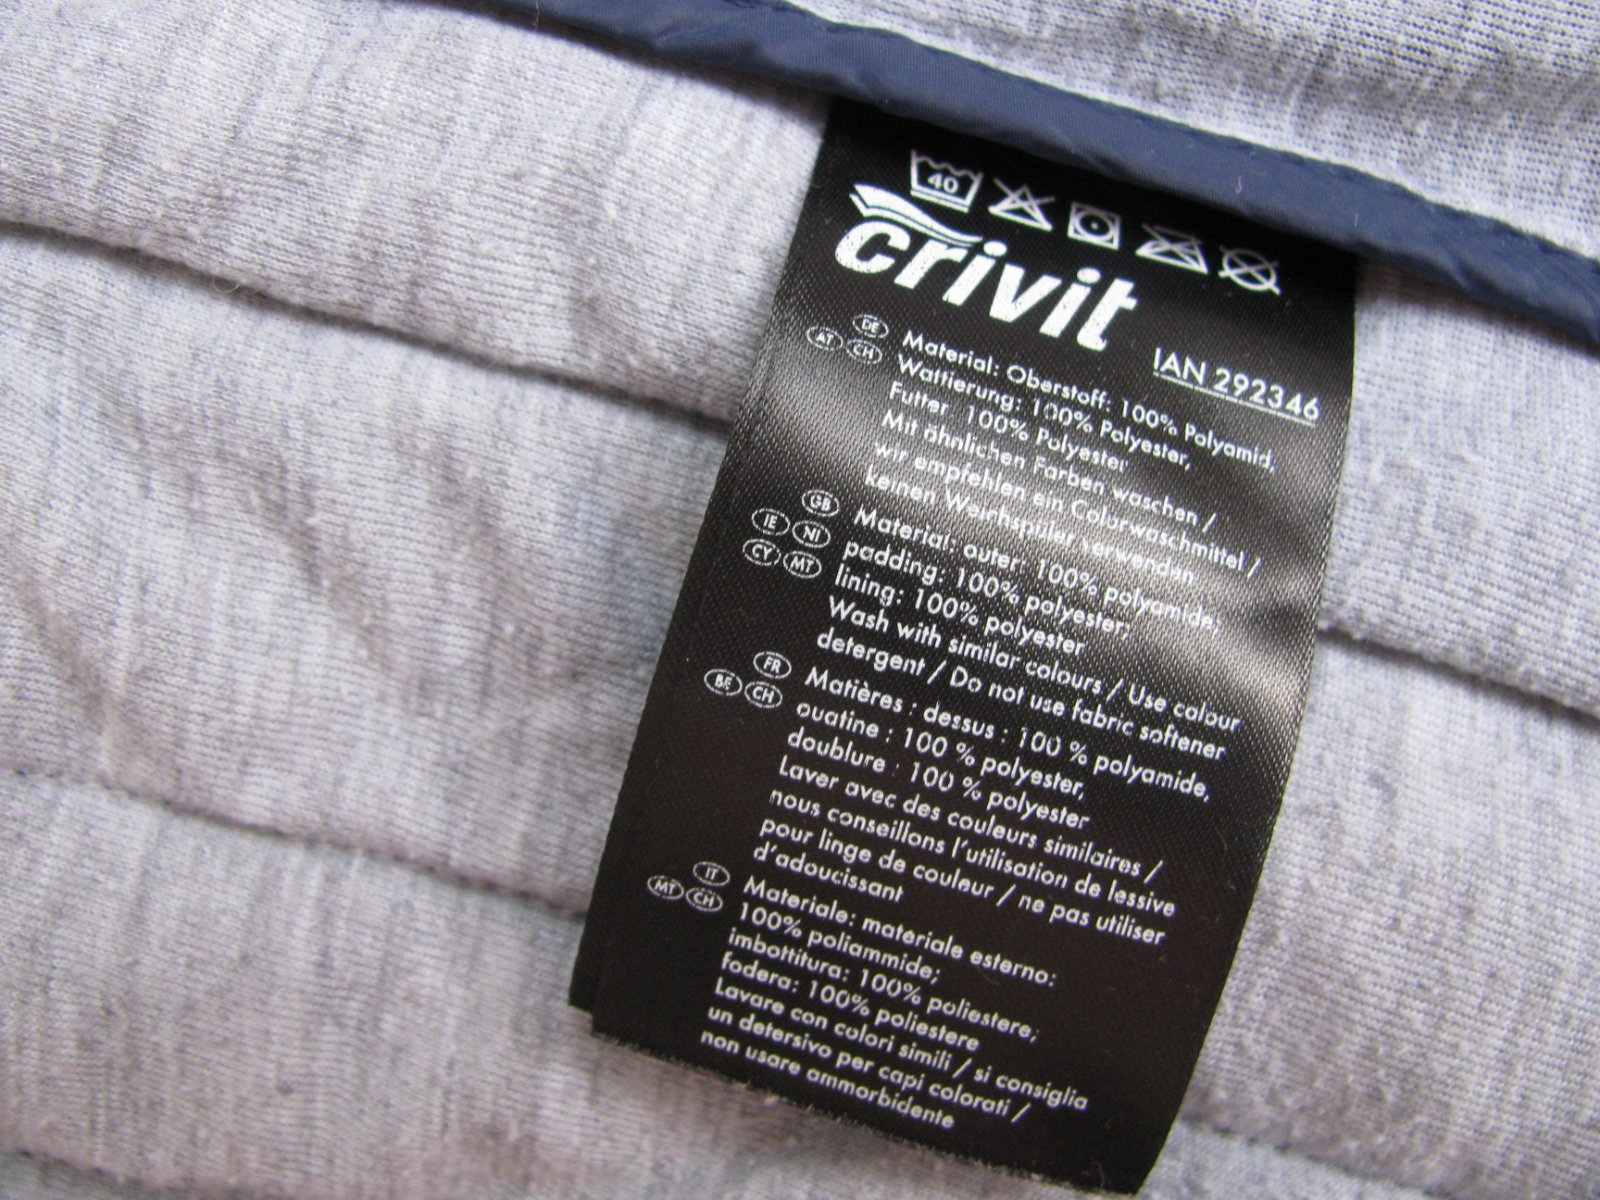 40
crivit
IAN 292346
DE
AT CH
Material: Oberstoff: 100% Polyamid,
Wattierung: 100% Polyester,
Futter: 100% Polyester
Mit ähnlichen Farben waschen /
wir empfehlen ein Colorwaschmittel /
keinen Weichspüler verwenden
GB
IE NI
CY MT
Material: outer: 100% polyamide;
padding: 100% polyester;
lining: 100% polyester
Wash with similar colours / Use colour
detergent / Do not use fabric softener
FR
BE CH
Matières : dessus : 100 % polyamide,
ouatine : 100 % polyester,
doublure : 100 % polyester
Laver avec des couleurs similaires /
nous conseillons l'utilisation de lessive
pour linge de couleur / ne pas utiliser
d'adoucissant
IT
MT CH
Materiale: materiale esterno:
100% poliammide;
imbottitura: 100% poliestere;
fodera: 100% poliestere
Lavare con colori simili / si consiglia
un detersivo per capi colorati /
non usare ammorbidente